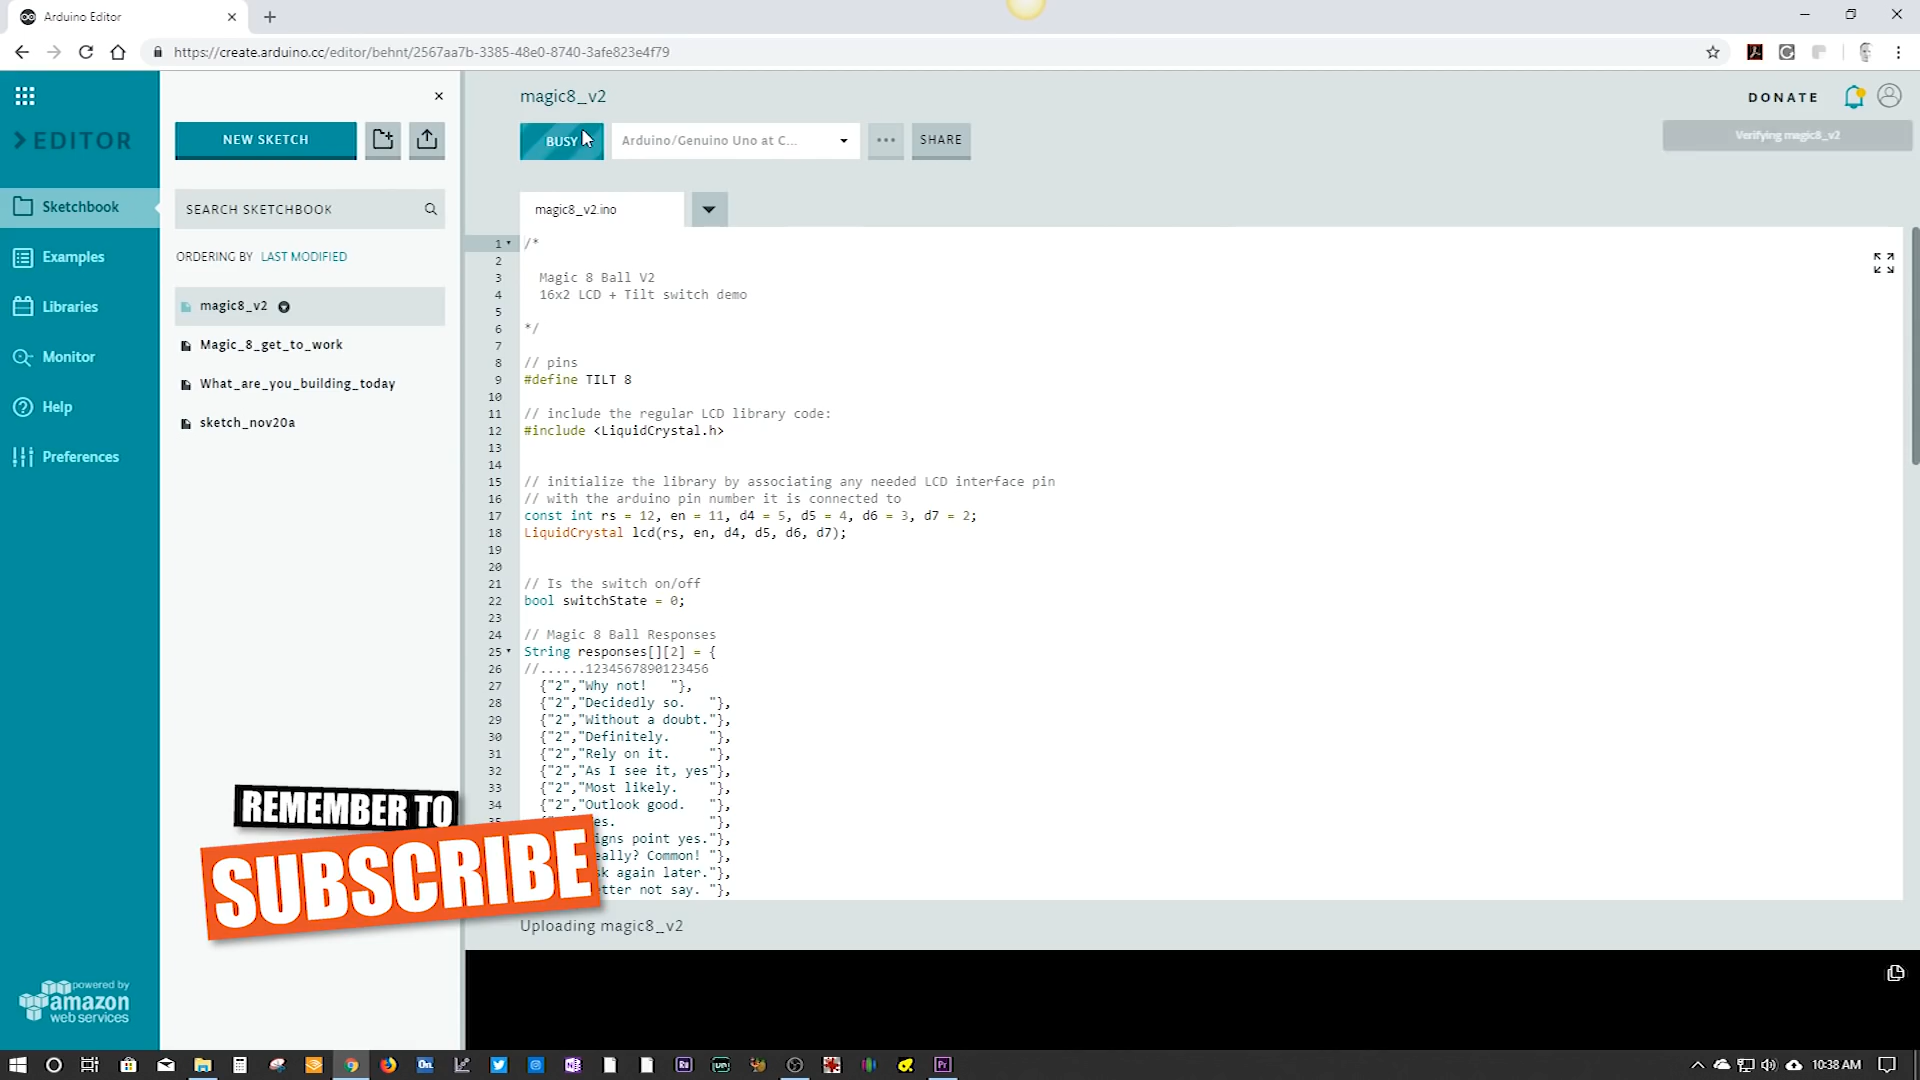 Arduino Editor
https://create.arduino.cc/editor/behnt/2567aa7b-3385-48e0-8740-3afe823e4f79
EDITOR
Sketchbook
Examples
Libraries
Monitor
Help
Preferences
powered by
amazon
web services
NEW SKETCH
SEARCH SKETCHBOOK
ORDERING BY LAST MODIFIED
magic8_v2
Magic_8_get_to_work
What_are_you_building_today
sketch_nov20a
REMEMBER TO
SUBSCRIBE
magic8_v2
DONATE
BUSY
Arduino/Genuino Uno at C...
SHARE
Verifying magic8_v2
magic8_v2.ino
1 /*
2
3 Magic 8 Ball V2
4 16x2 LCD + Tilt switch demo
5
6 */
7
8 // pins
9 #define TILT 8
10
11 // include the regular LCD library code:
12 #include <LiquidCrystal.h>
13
14
15 // initialize the library by associating any needed LCD interface pin
16 // with the arduino pin number it is connected to
17 const int rs = 12, en = 11, d4 = 5, d5 = 4, d6 = 3, d7 = 2;
18 LiquidCrystal lcd(rs, en, d4, d5, d6, d7);
19
20
21 // Is the switch on/off
22 bool switchState = 0;
23
24 // Magic 8 Ball Responses
25 String responses[][2] = {
26 //......1234567890123456
27 {"2","Why not!   "},
28 {"2","Decidedly so.   "},
29 {"2","Without a doubt."},
30 {"2","Definitely.     "},
31 {"2","Rely on it.     "},
32 {"2","As I see it, yes"},
33 {"2","Most likely.    "},
34 {"2","Outlook good.   "},
es.            "},
igns point yes."},
eally? Common! "},
sk again later."},
etter not say. "},
Uploading magic8_v2
10:38 AM